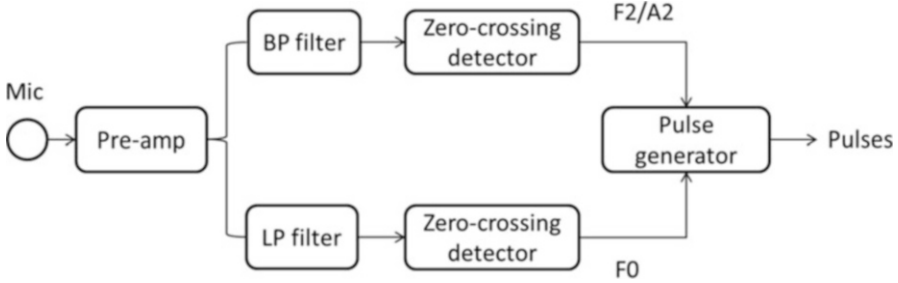 F2/A2
BP filter
Zero-crossing
detector
Mic
Pre-amp
Pulse
generator
Pulses
LP filter
Zero-crossing
detector
F0